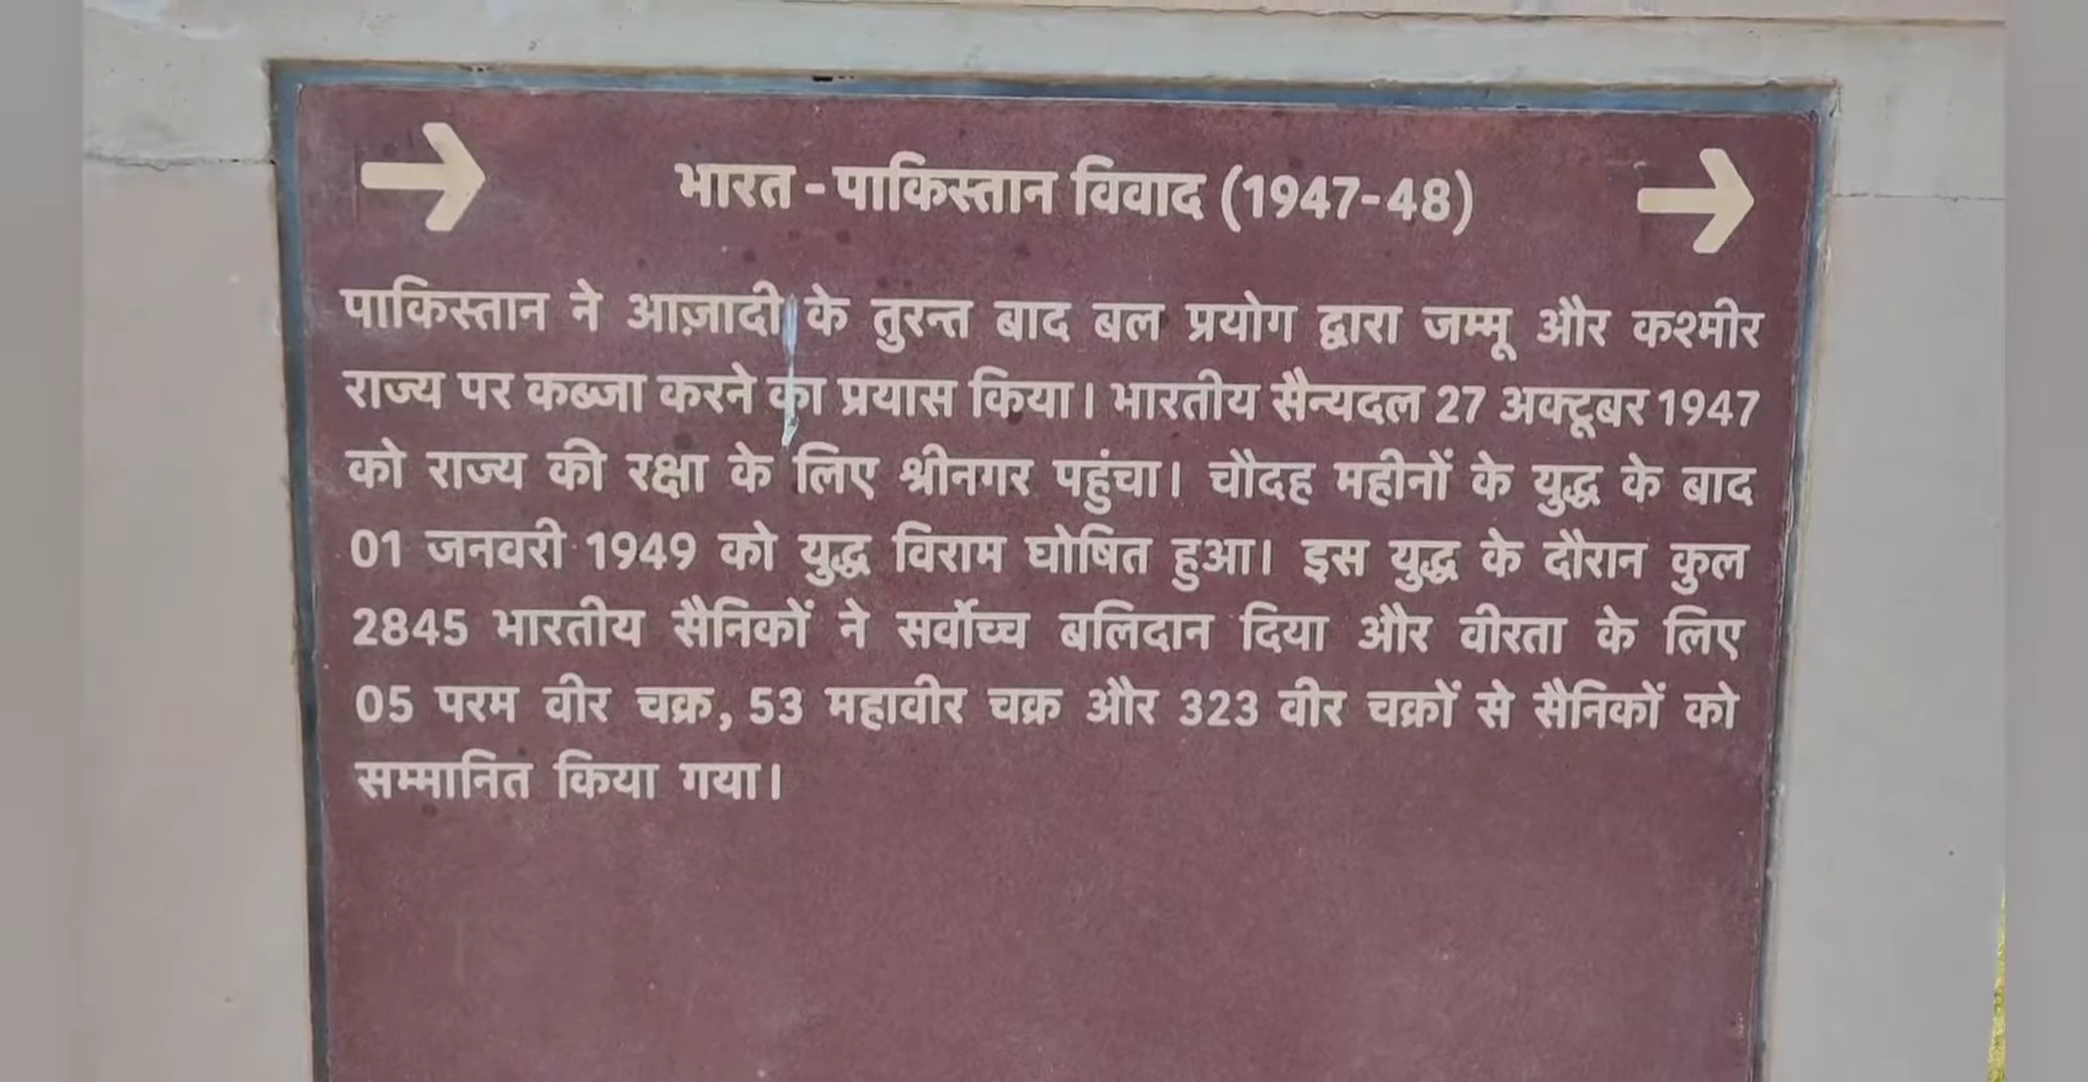 भारत - पाकिस्तान विवाद (1947-48)
पाकिस्तान ने आज़ादी के तुरन्त बाद बल प्रयोग द्वारा जम्मू और कश्मीर
राज्य पर कब्जा करने का प्रयास किया। भारतीय सैन्यदल 27 अक्टूबर 1947
को राज्य की रक्षा के लिए श्रीनगर पहुंचा। चौदह महीनों के युद्ध के बाद
01 जनवरी 1949 को युद्ध विराम घोषित हुआ। इस युद्ध के दौरान कुल
2845 भारतीय सैनिकों ने सर्वोच्च बलिदान दिया और वीरता के लिए
05 परम वीर चक्र, 53 महावीर चक्र और 323 वीर चक्रों से सैनिकों को
सम्मानित किया गया।